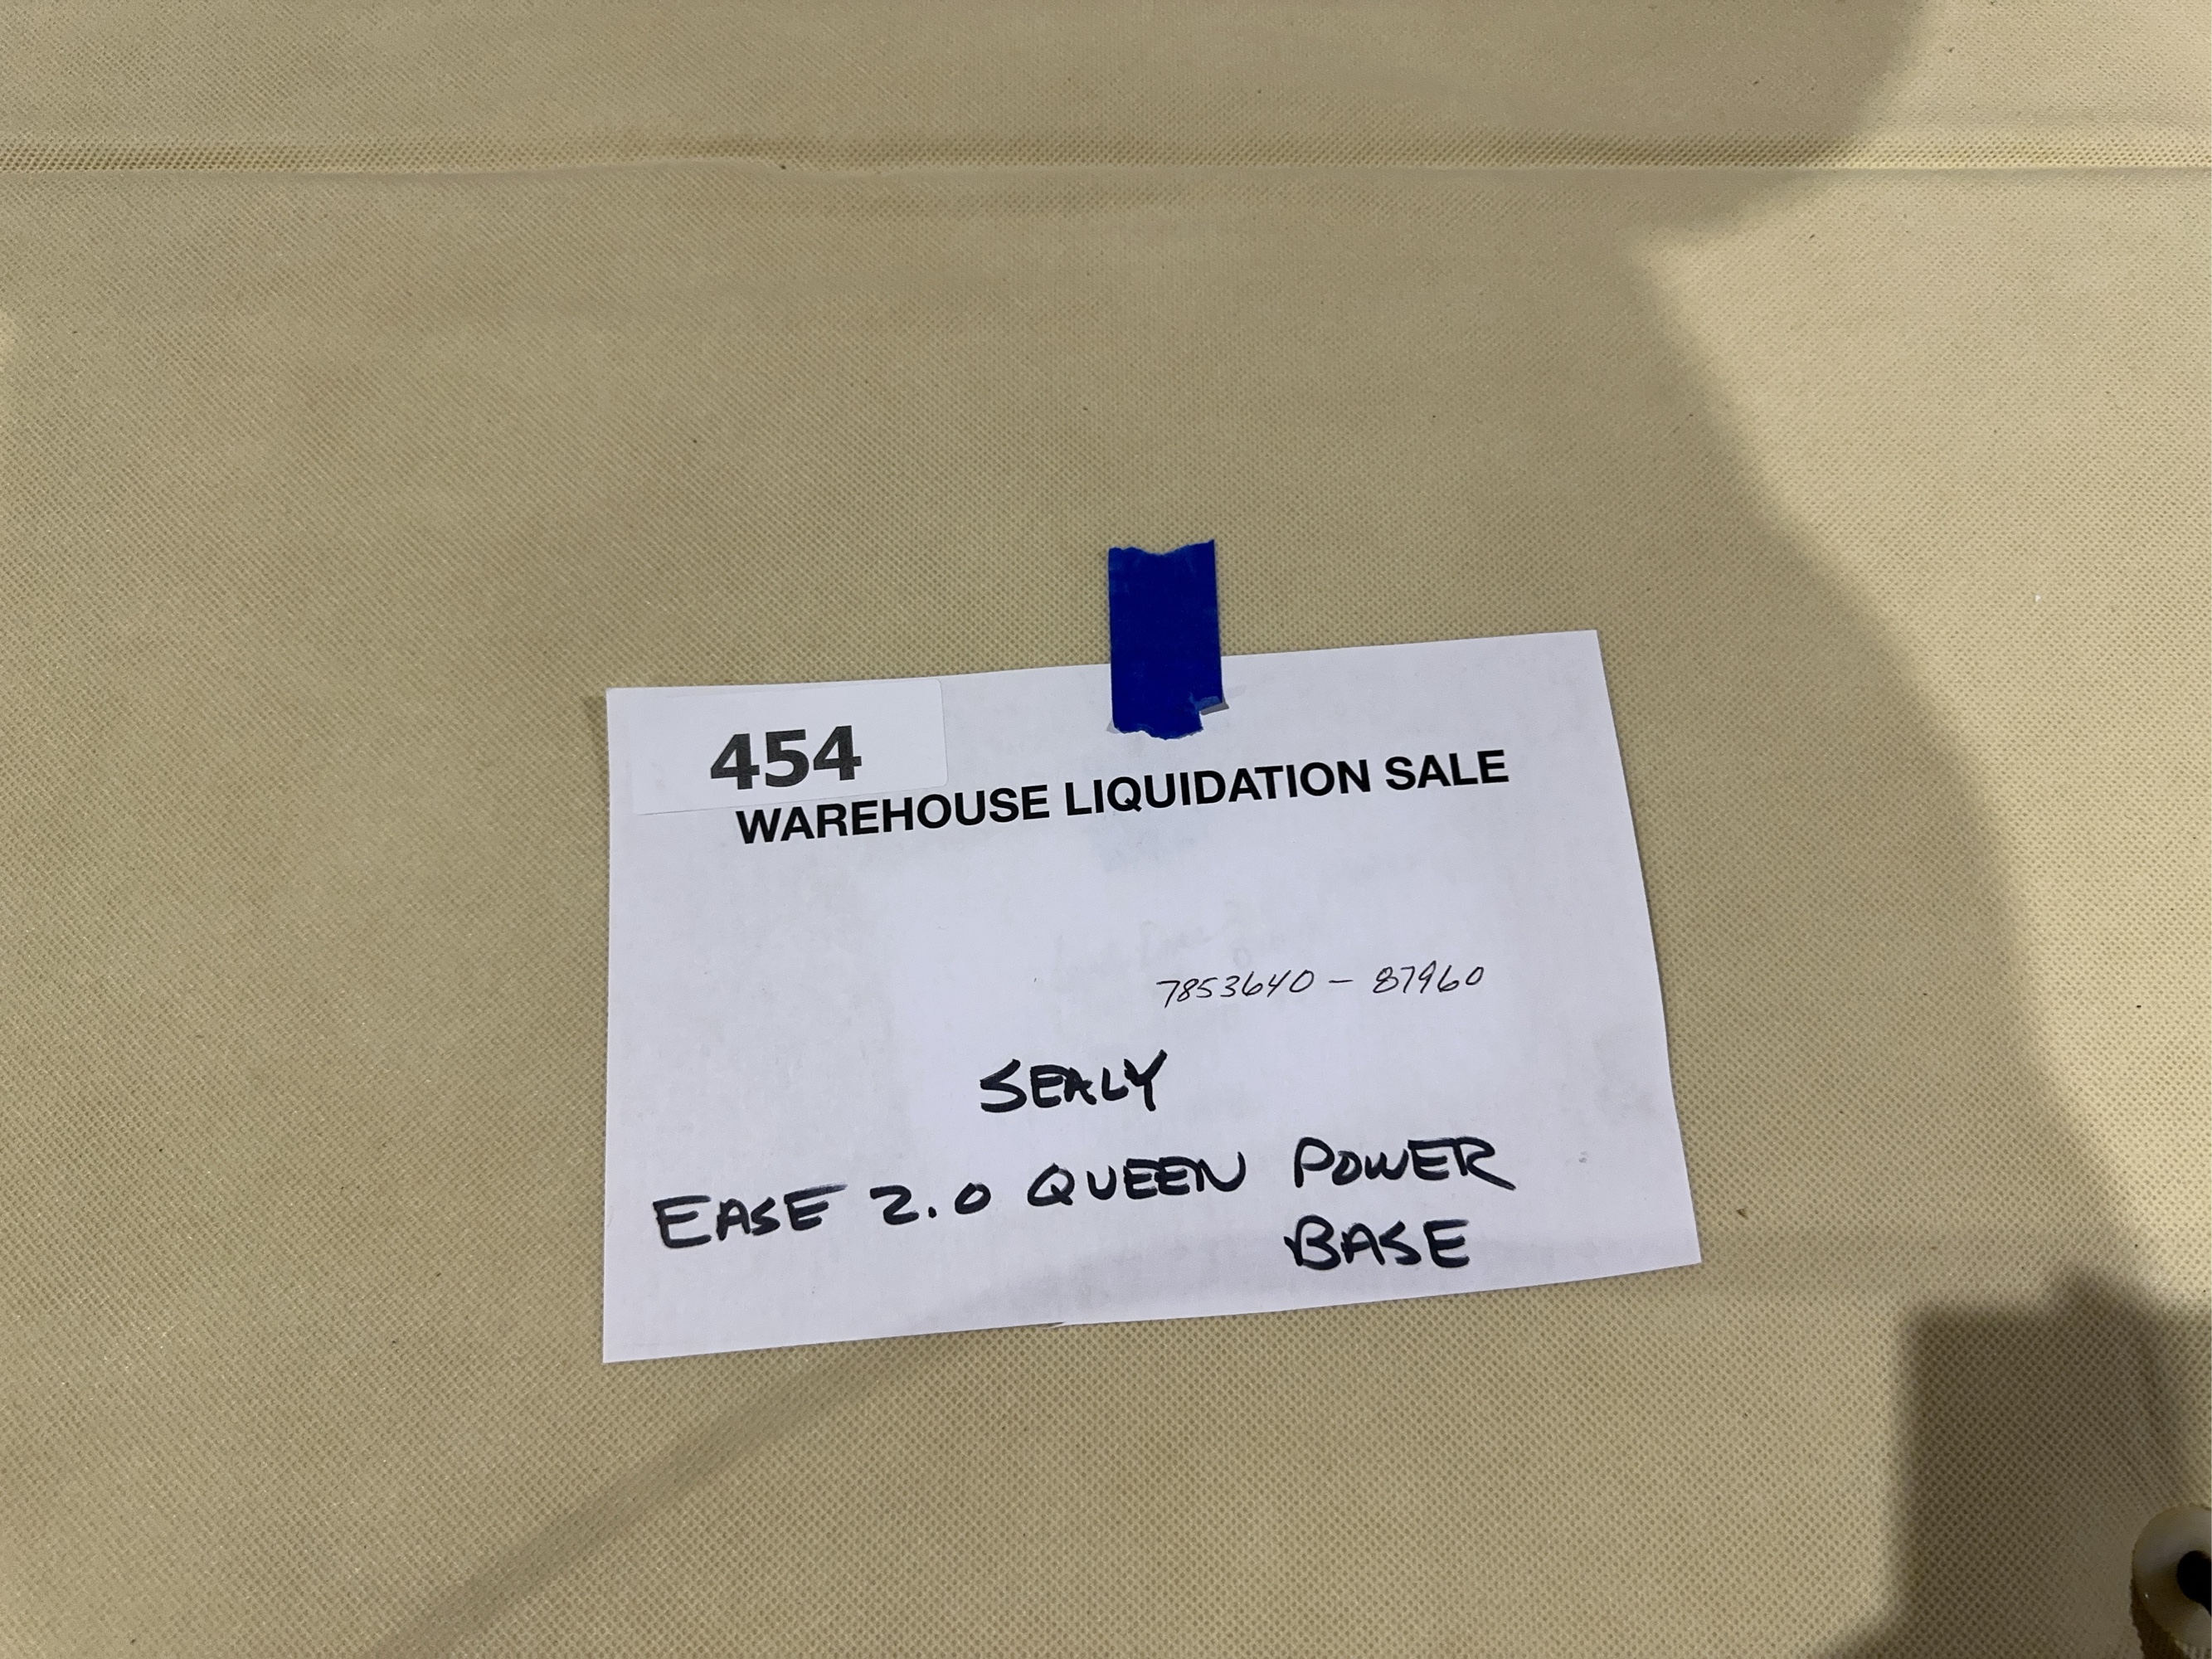 454
WAREHOUSE LIQUIDATION SALE
7853640 - 87960
SEALY
EASE 2.0 QUEEN POWER
BASE